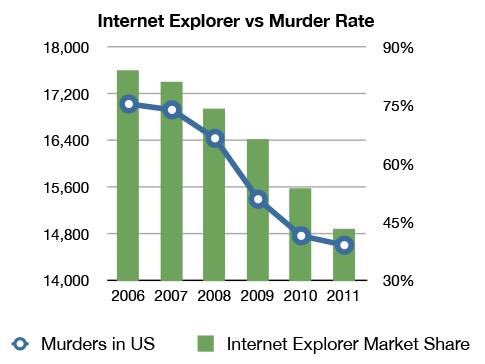 Internet Explorer vs Murder Rate
18,000 90%
17,200 75%
16,400 60%
15,600 45%
14,800 30%
14,000
2006 2007 2008 2009 2010 2011
Murders in US Internet Explorer Market Share